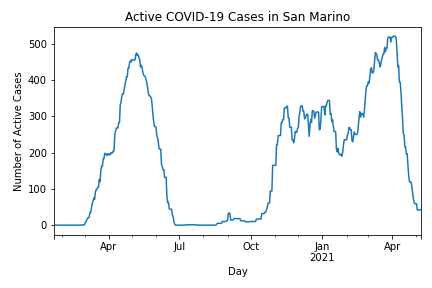 Active COVID-19 Cases in San Marino
Number of Active Cases
500
400
300
200
100
0
Apr
Jul
Oct
Jan
2021
Apr
Day